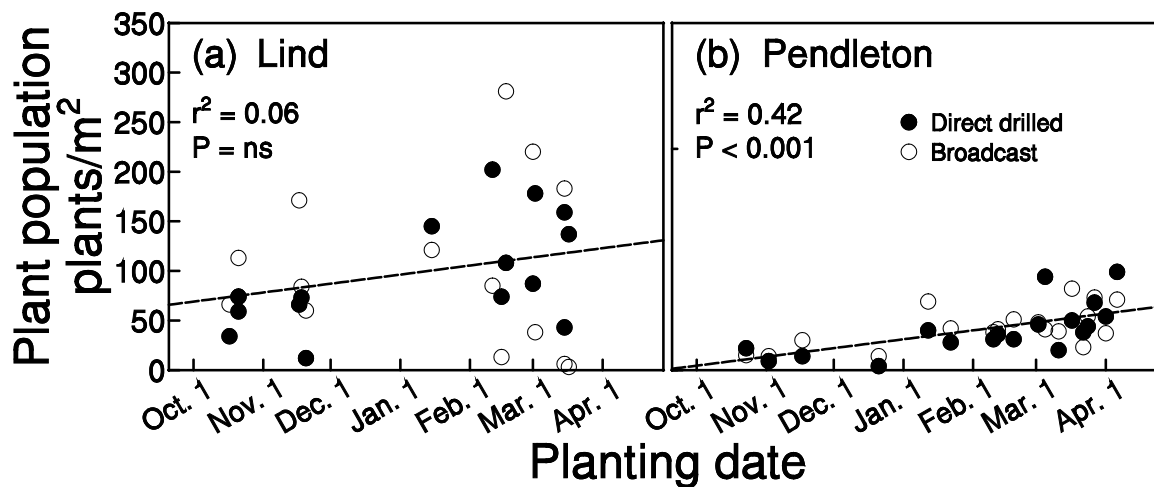 Plant population
plants/m²
350
300
250
200
150
100
50
0
(a) Lind
r² = 0.06
P = ns
(b) Pendleton
r² = 0.42
P < 0.001
Direct drilled
Broadcast
Oct. 1
Nov. 1
Dec. 1
Jan. 1
Feb. 1
Mar. 1
Apr. 1
Oct. 1
Nov. 1
Dec. 1
Jan. 1
Feb. 1
Mar. 1
Apr. 1
Planting date